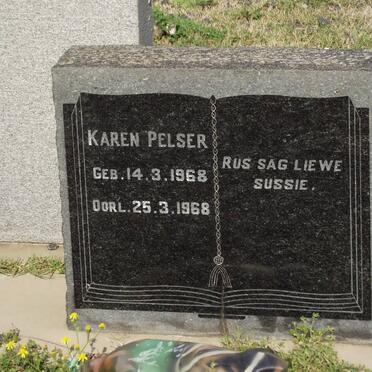 KAREN PELSER
GEB. 14.3.1968
OORL. 25.3.1968
RUS SAG LIEWE
SUSSIE.